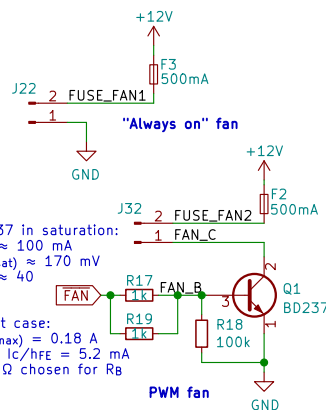 +12V
F3
500mA
J22
2 FUSE_FAN1
1
"Always on" fan
GND
+12V
F2
500mA
J32
2 FUSE_FAN2
1 FAN_C
37 in saturation:
≈ 100 mA
sat) ≈ 170 mV
≈ 40
FAN
R17
1k
FAN_B
R19
1k
R18
100k
2
3
1
Q1
BD237
t case:
max) = 0.18 A
IC/hFE = 5.2 mA
Ω chosen for RB
GND
PWM fan